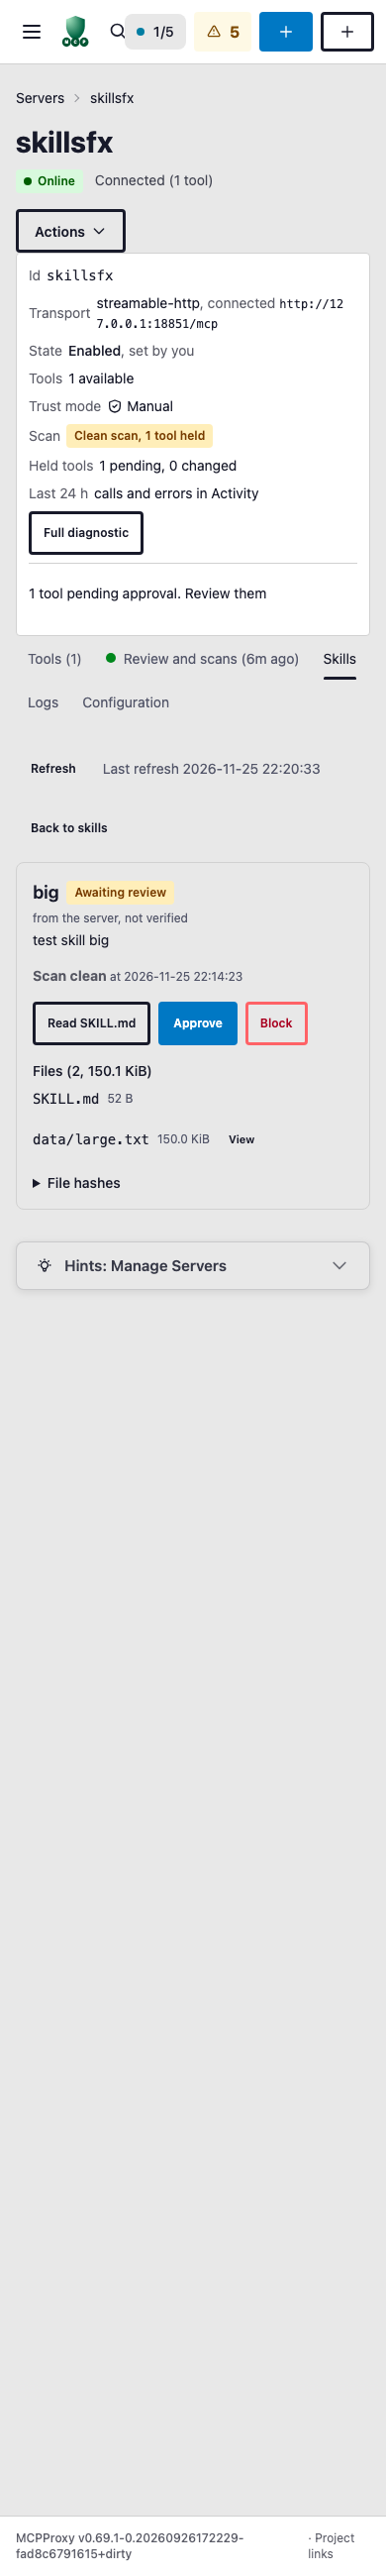 1/5
5
Servers > skillsfx
skillsfx
Online Connected (1 tool)
Actions
Id skillsfx
Transport streamable-http, connected http://12
7.0.0.1:18851/mcp
State Enabled, set by you
Tools 1 available
Trust mode Manual
Scan Clean scan, 1 tool held
Held tools 1 pending, 0 changed
Last 24 h calls and errors in Activity
Full diagnostic
1 tool pending approval. Review them
Tools (1) Review and scans (6m ago) Skills
Logs Configuration
Refresh Last refresh 2026-11-25 22:20:33
Back to skills
big Awaiting review
from the server, not verified
test skill big
Scan clean at 2026-11-25 22:14:23
Read SKILL.md Approve Block
Files (2, 150.1 KiB)
SKILL.md 52 B
data/large.txt 150.0 KiB View
File hashes
Hints: Manage Servers
MCPProxy v0.69.1-0.20260926172229-
fad8c6791615+dirty
· Project
links